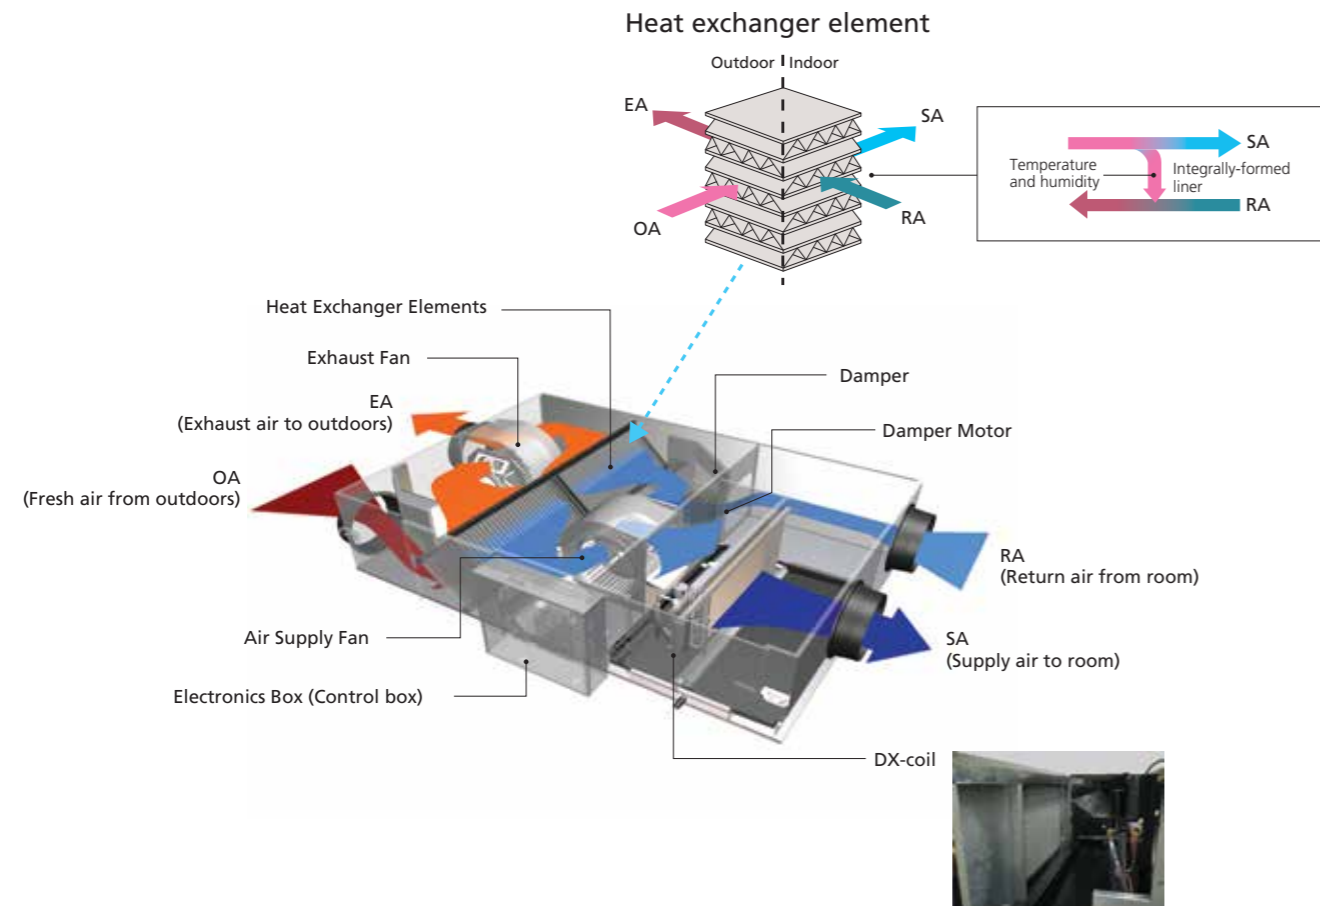 Heat exchanger element
Outdoor Indoor
EA
SA
OA
RA
SA
Temperature
and humidity
Integrally-formed
liner
RA
Heat Exchanger Elements
Exhaust Fan
EA
(Exhaust air to outdoors)
OA
(Fresh air from outdoors)
Damper
Damper Motor
RA
(Return air from room)
SA
(Supply air to room)
Air Supply Fan
Electronics Box (Control box)
DX-coil